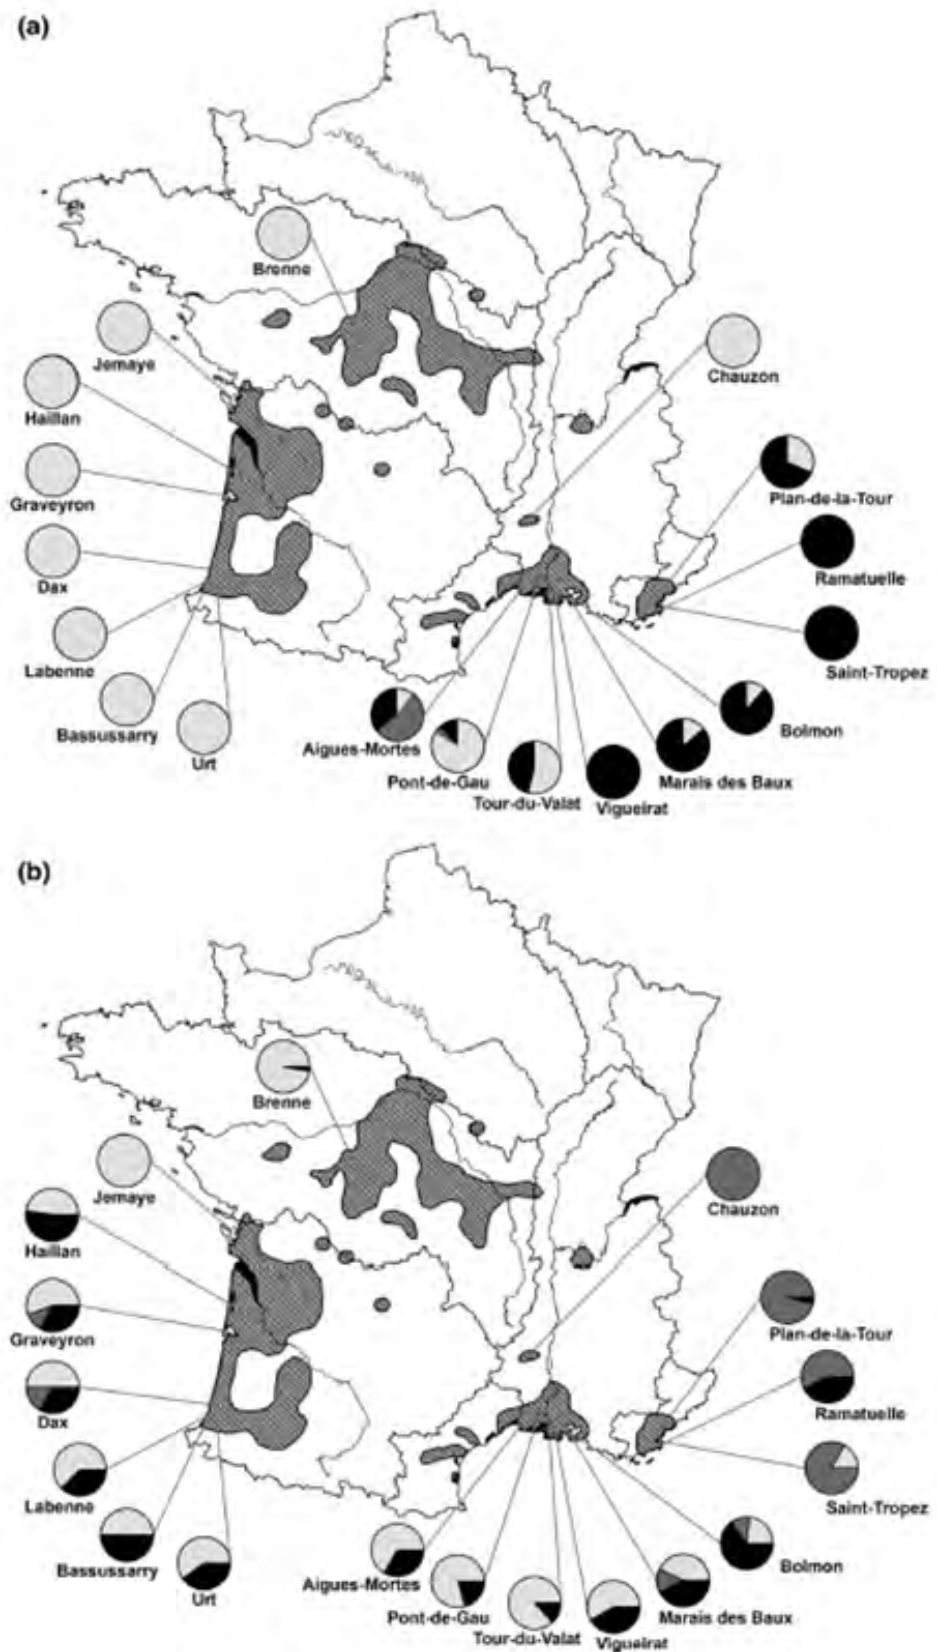 (a)
Brenne
Jemaye
Chauzon
Haillan
Plan-de-la-Tour
Graveyron
Ramatuelle
Dax
Labenne
Saint-Tropez
Bassussarry
Urt
Aigues-Mortes
Bolmon
Pont-de-Gau
Marais des Baux
Tour-du-Valat
Vigueirat
(b)
Brenne
Jemaye
Chauzon
Haillan
Plan-de-la-Tour
Graveyron
Ramatuelle
Dax
Labenne
Saint-Tropez
Bassussarry
Urt
Aigues-Mortes
Bolmon
Pont-de-Gau
Marais des Baux
Tour-du-Valat
Vigueirat